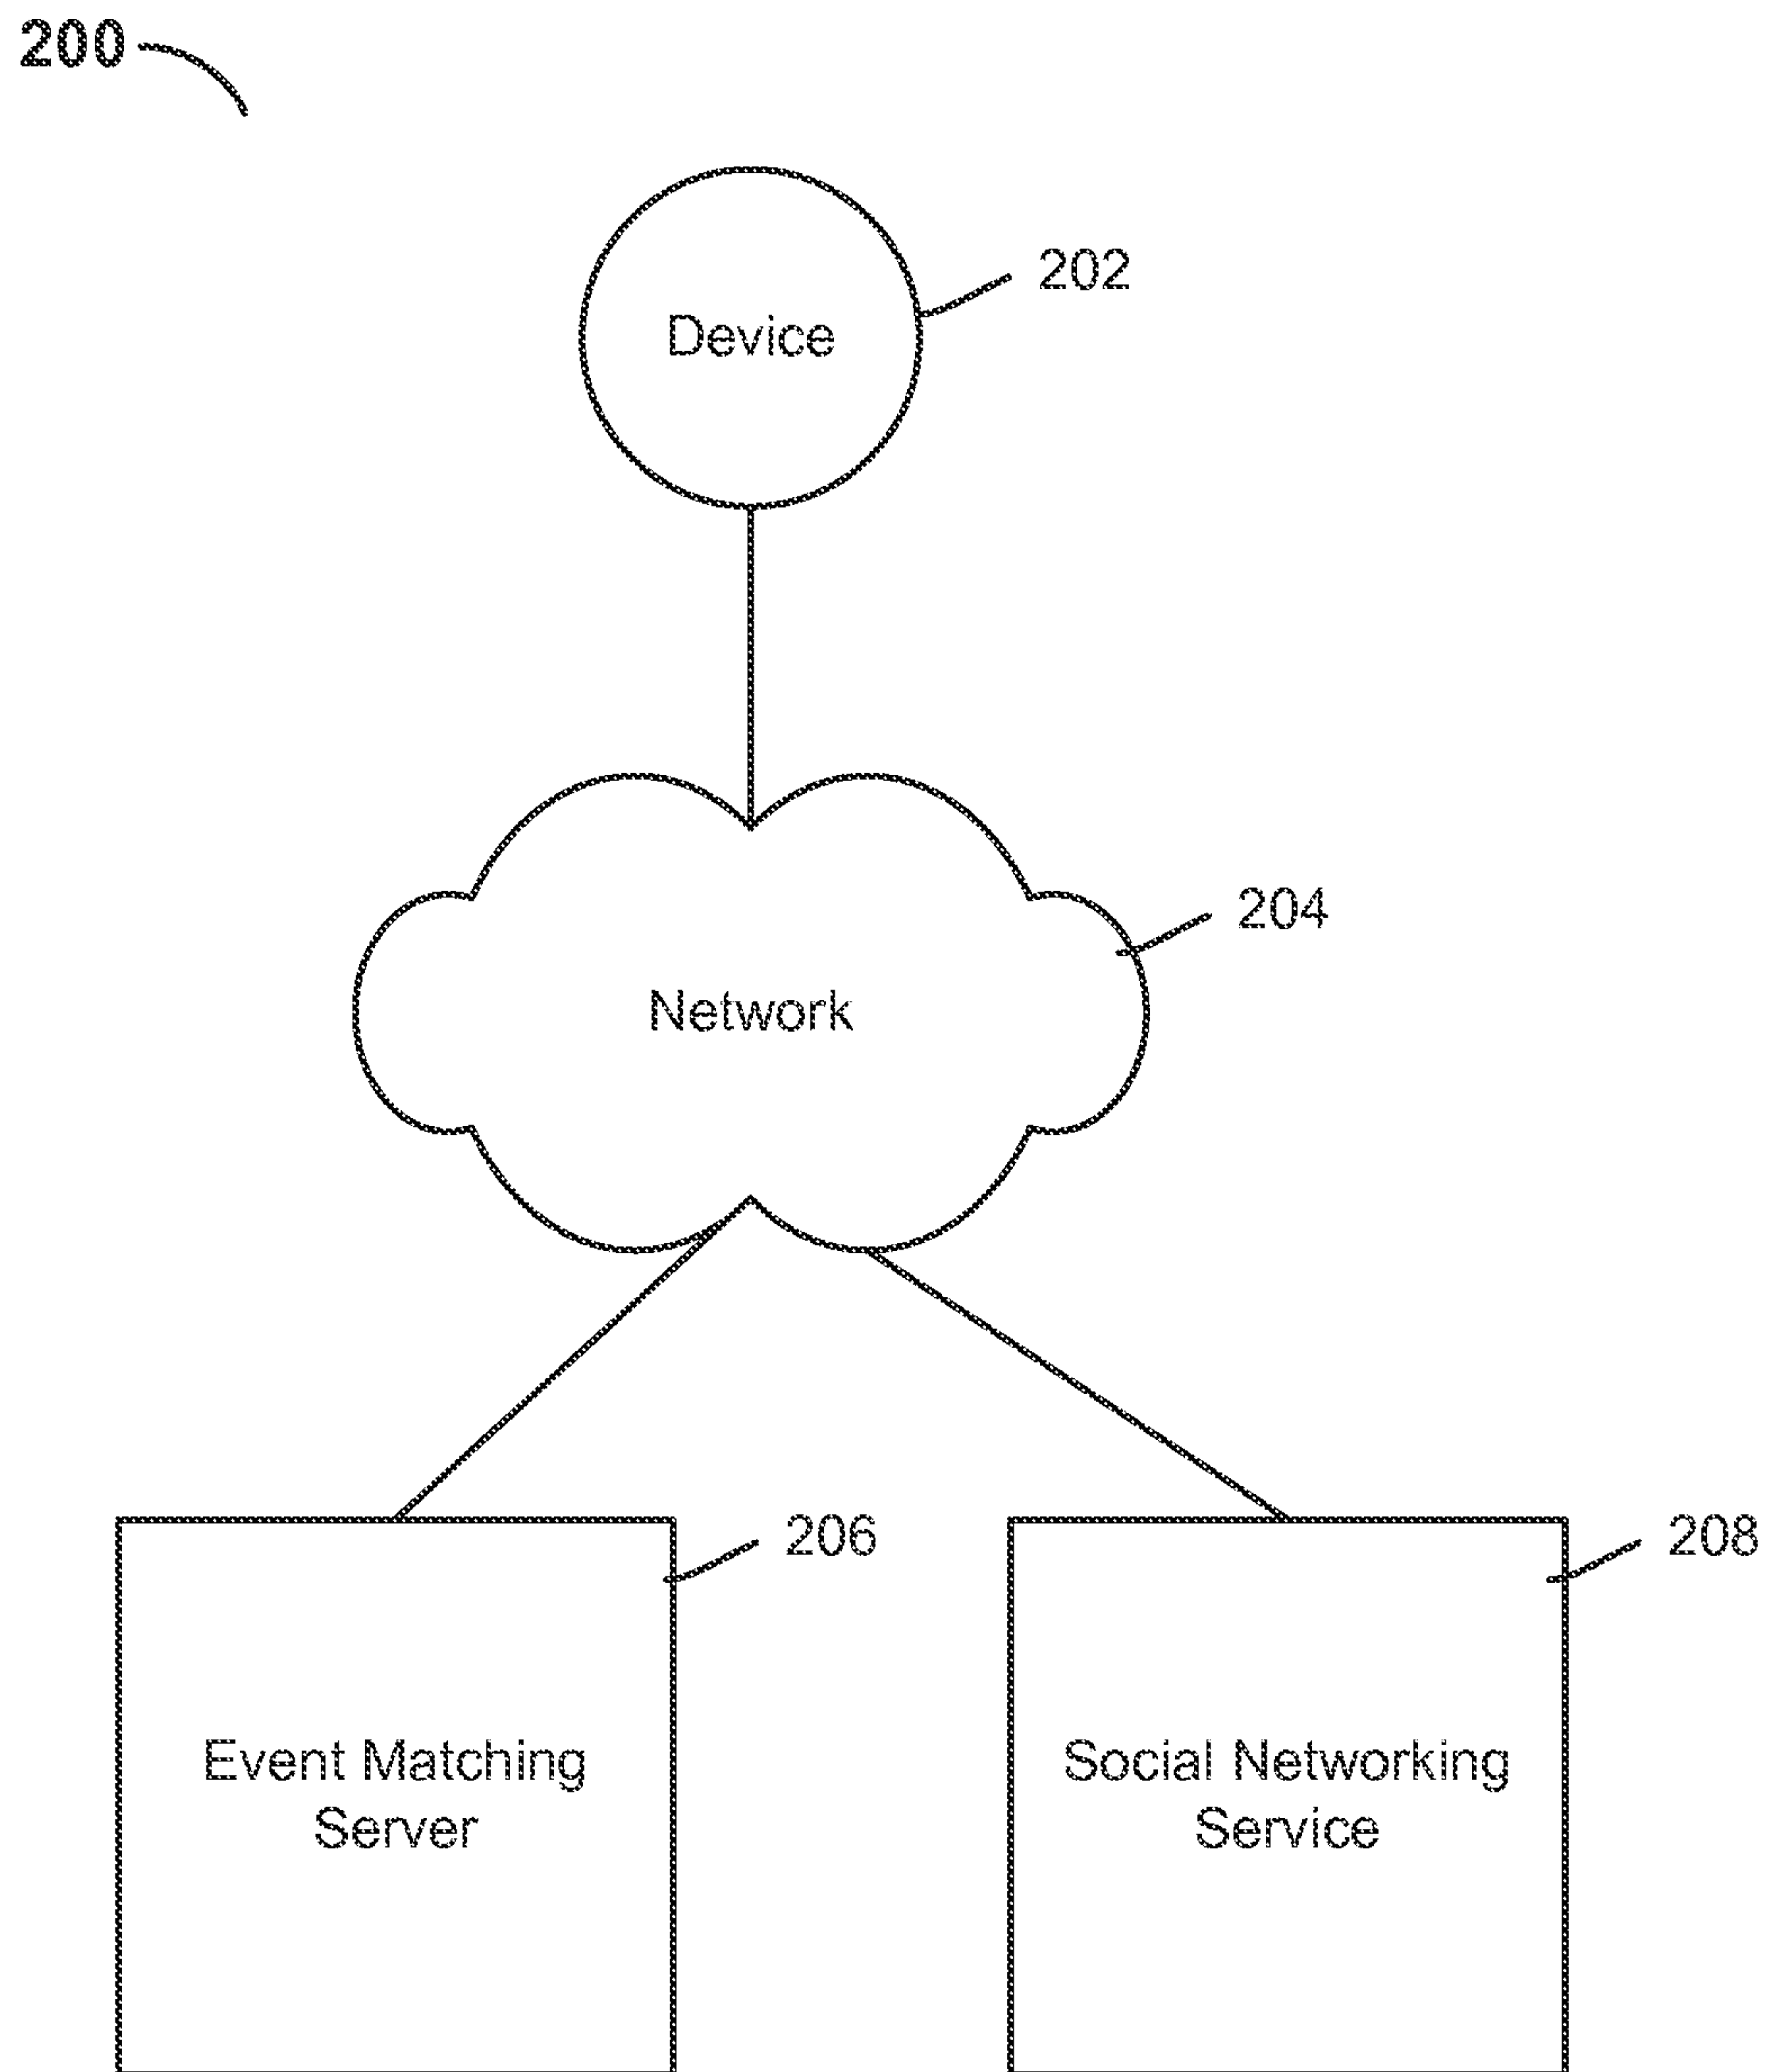 200
202
Device
204
Network
206
208
Event Matching
Server
Social Networking
Service